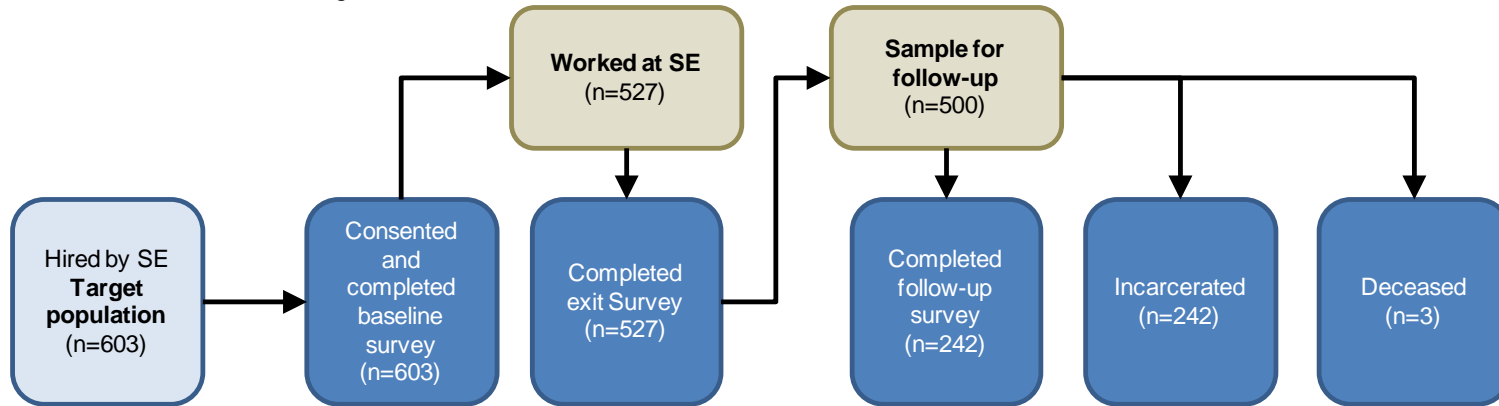 Worked at SE
(n=527)
Sample for
follow-up
(n=500)
Hired by SE
Target
population
(n=603)
Consented
and
completed
baseline
survey
(n=603)
Completed
exit Survey
(n=527)
Completed
follow-up
survey
(n=242)
Incarcerated
(n=242)
Deceased
(n=3)